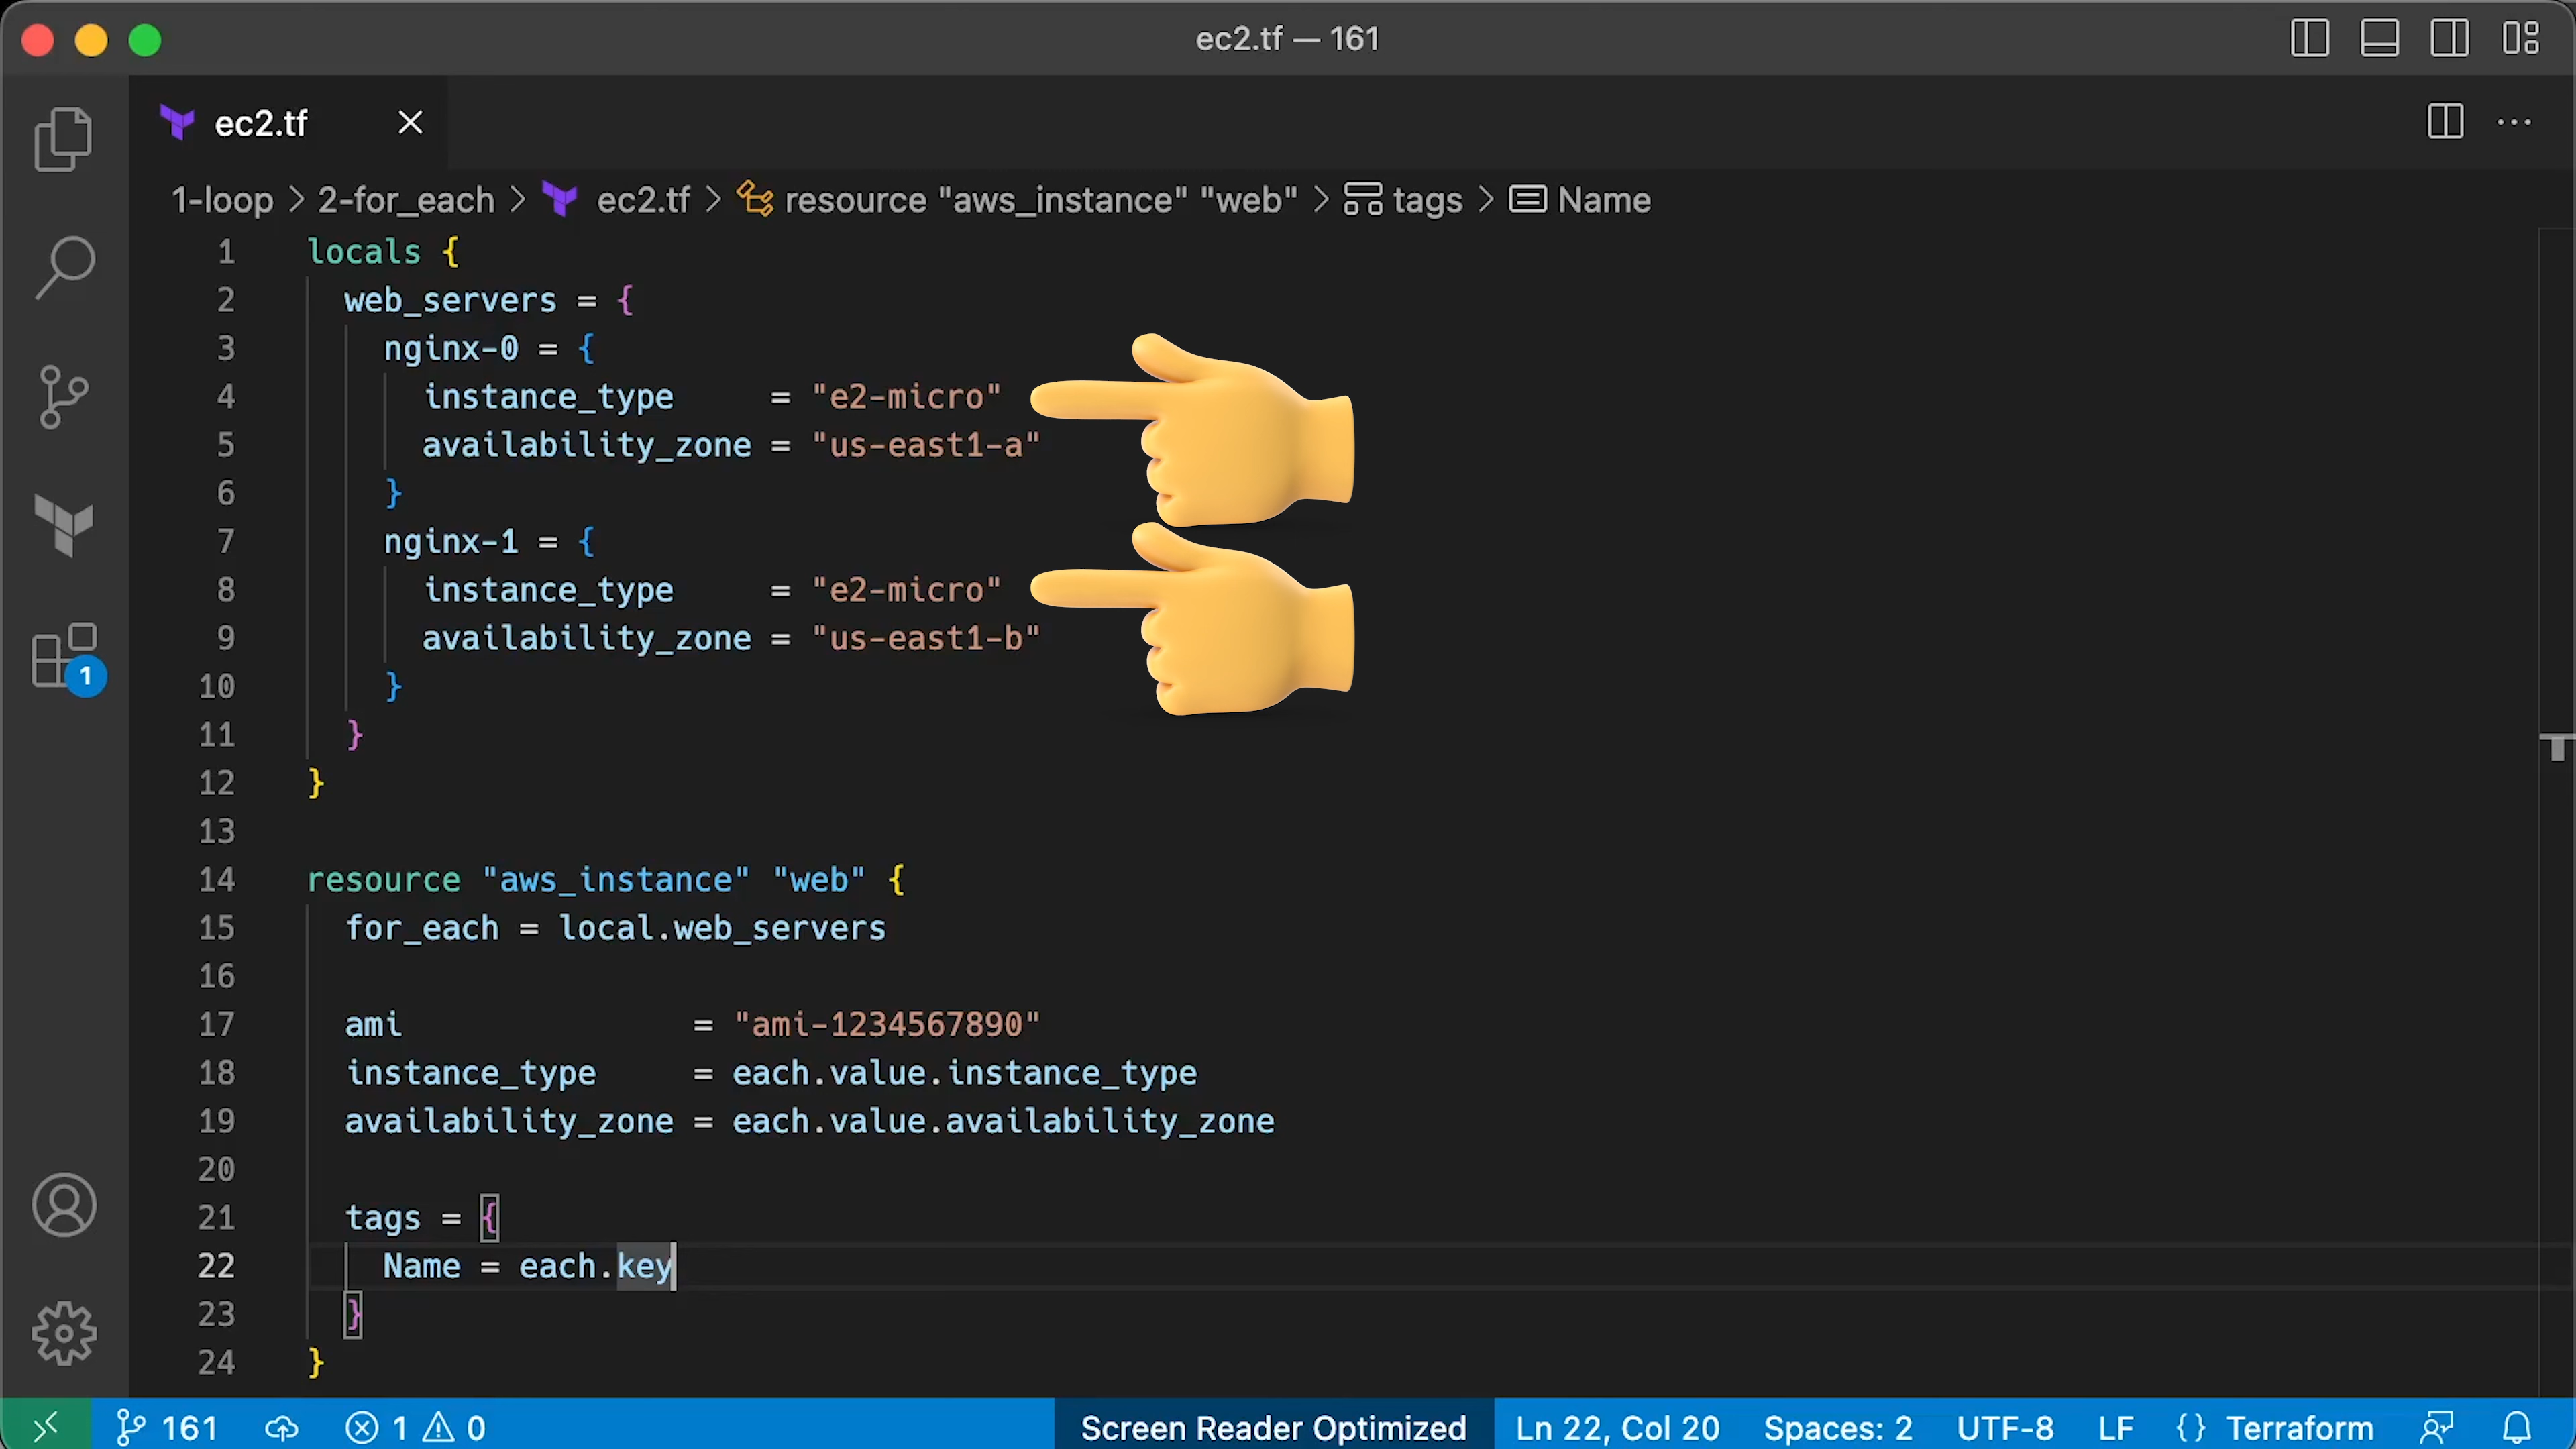 ec2.tf — 161
ec2.tf
1-loop > 2-for_each > ec2.tf > resource "aws_instance" "web" > tags > Name
1 locals {
2 web_servers = {
3 nginx-0 = {
4 instance_type = "e2-micro"
5 availability_zone = "us-east1-a"
6 }
7 nginx-1 = {
8 instance_type = "e2-micro"
9 availability_zone = "us-east1-b"
10 }
11 }
12 }
13
14 resource "aws_instance" "web" {
15 for_each = local.web_servers
16
17 ami = "ami-1234567890"
18 instance_type = each.value.instance_type
19 availability_zone = each.value.availability_zone
20
21 tags = {
22 Name = each.key
23 }
24 }
1
161 1 0 Screen Reader Optimized Ln 22, Col 20 Spaces: 2 UTF-8 LF {} Terraform